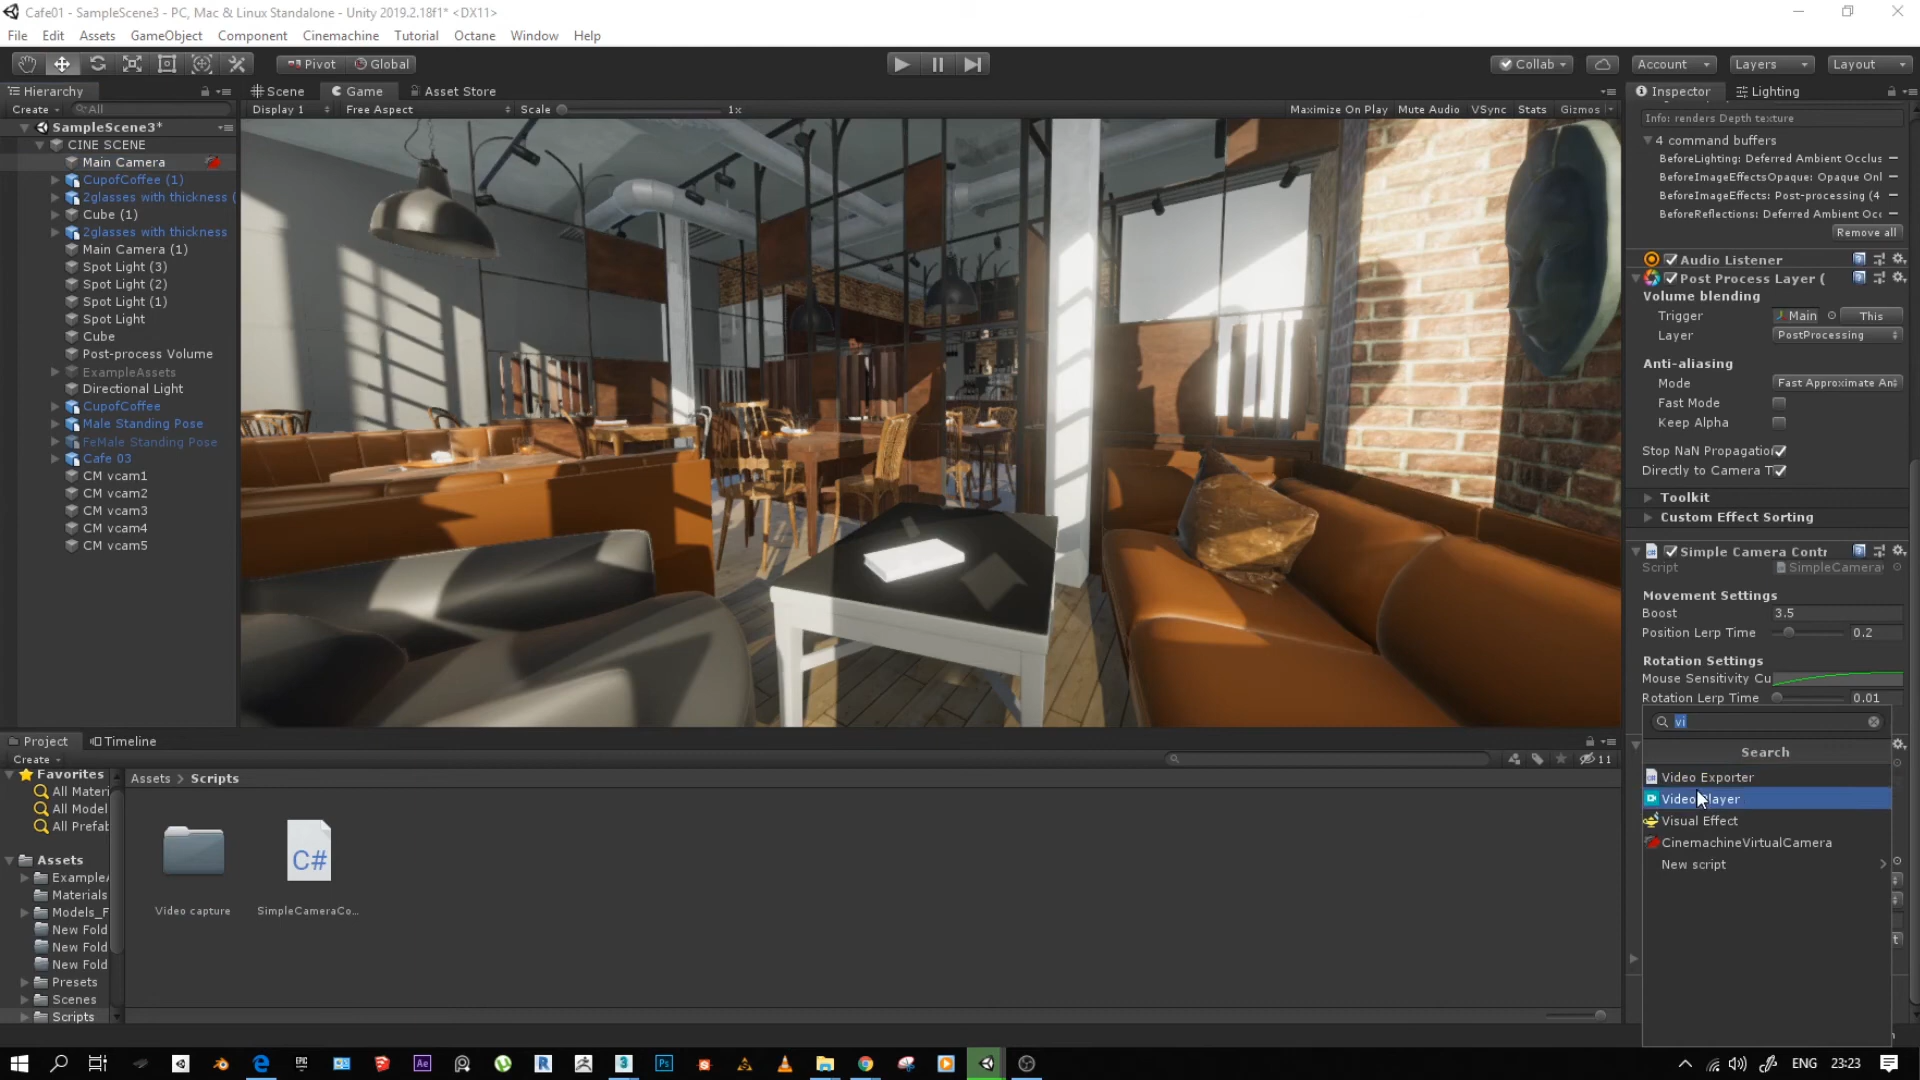 Cafe01 - SampleScene3 - PC, Mac & Linux Standalone - Unity 2019.2.18f1* <DX11>
File Edit Assets GameObject Component Cinemachine Tutorial Octane Window Help
Pivot Global Collab Account Layers Layout
Hierarchy Scene Game Asset Store Inspector Lighting
Create All Display 1 Free Aspect Scale 1x Maximize On Play Mute Audio VSync Stats Gizmos
SampleScene3*
CINE SCENE
Main Camera
CupofCoffee (1)
2glasses with thickness (
Cube (1)
2glasses with thickness
Main Camera (1)
Spot Light (3)
Spot Light (2)
Spot Light (1)
Spot Light
Cube
Post-process Volume
ExampleAssets
Directional Light
CupofCoffee
Male Standing Pose
FeMale Standing Pose
Cafe 03
CM vcam1
CM vcam2
CM vcam3
CM vcam4
CM vcam5
Info: renders Depth texture
4 command buffers
BeforeLighting: Deferred Ambient Occlus
BeforeImageEffectsOpaque: Opaque Onl
BeforeImageEffects: Post-processing (4
BeforeReflections: Deferred Ambient Occ
Remove all
Audio Listener
Post Process Layer (
Volume blending
Trigger Main This
Layer PostProcessing
Anti-aliasing
Mode Fast Approximate An
Fast Mode
Keep Alpha
Stop NaN Propagation
Directly to Camera T
Toolkit
Custom Effect Sorting
Simple Camera Contr
Script SimpleCamera
Movement Settings
Boost 3.5
Position Lerp Time 0.2
Rotation Settings
Mouse Sensitivity Cu
Rotation Lerp Time 0.01
vi
Search
Video Exporter
Video Player
Visual Effect
CinemachineVirtualCamera
New script
Project Timeline
Create 11
Favorites
All Materi
All Model
All Prefab
Assets
Example
Materials
Models_F
New Fold
New Fold
New Fold
Presets
Scenes
Scripts
Assets > Scripts
C#
Video capture SimpleCameraCo...
EPIC Ae R 3 Ps ENG 23:23